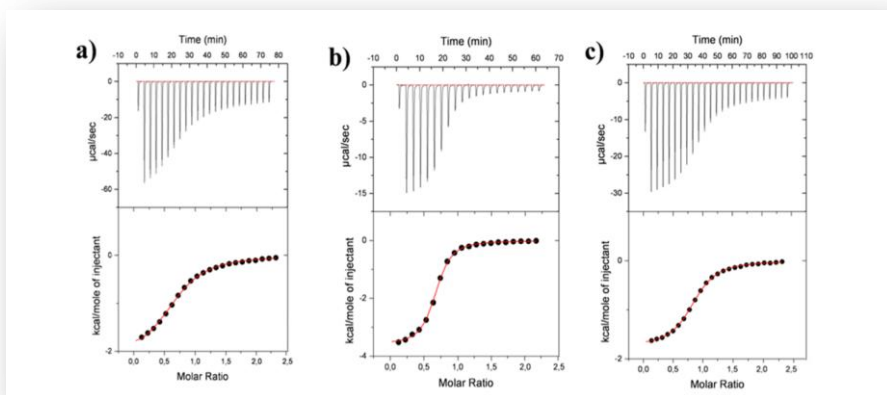 a)
Time (min)
-10 0 10 20 30 40 50 60 70 80
0
-20
-40
-60
µcal/sec
0
-2
kcal/mole of injectant
0,0 0,5 1,0 1,5 2,0 2,5
Molar Ratio
b)
Time (min)
-10 0 10 20 30 40 50 60 70
0
-5
-10
-15
µcal/sec
0
-2
-4
kcal/mole of injectant
0,0 0,5 1,0 1,5 2,0 2,5
Molar Ratio
c)
Time (min)
-10 0 10 20 30 40 50 60 70 80 90 100 110
0
-10
-20
-30
µcal/sec
0
-1
-2
kcal/mole of injectant
0,0 0,5 1,0 1,5 2,0 2,5
Molar Ratio